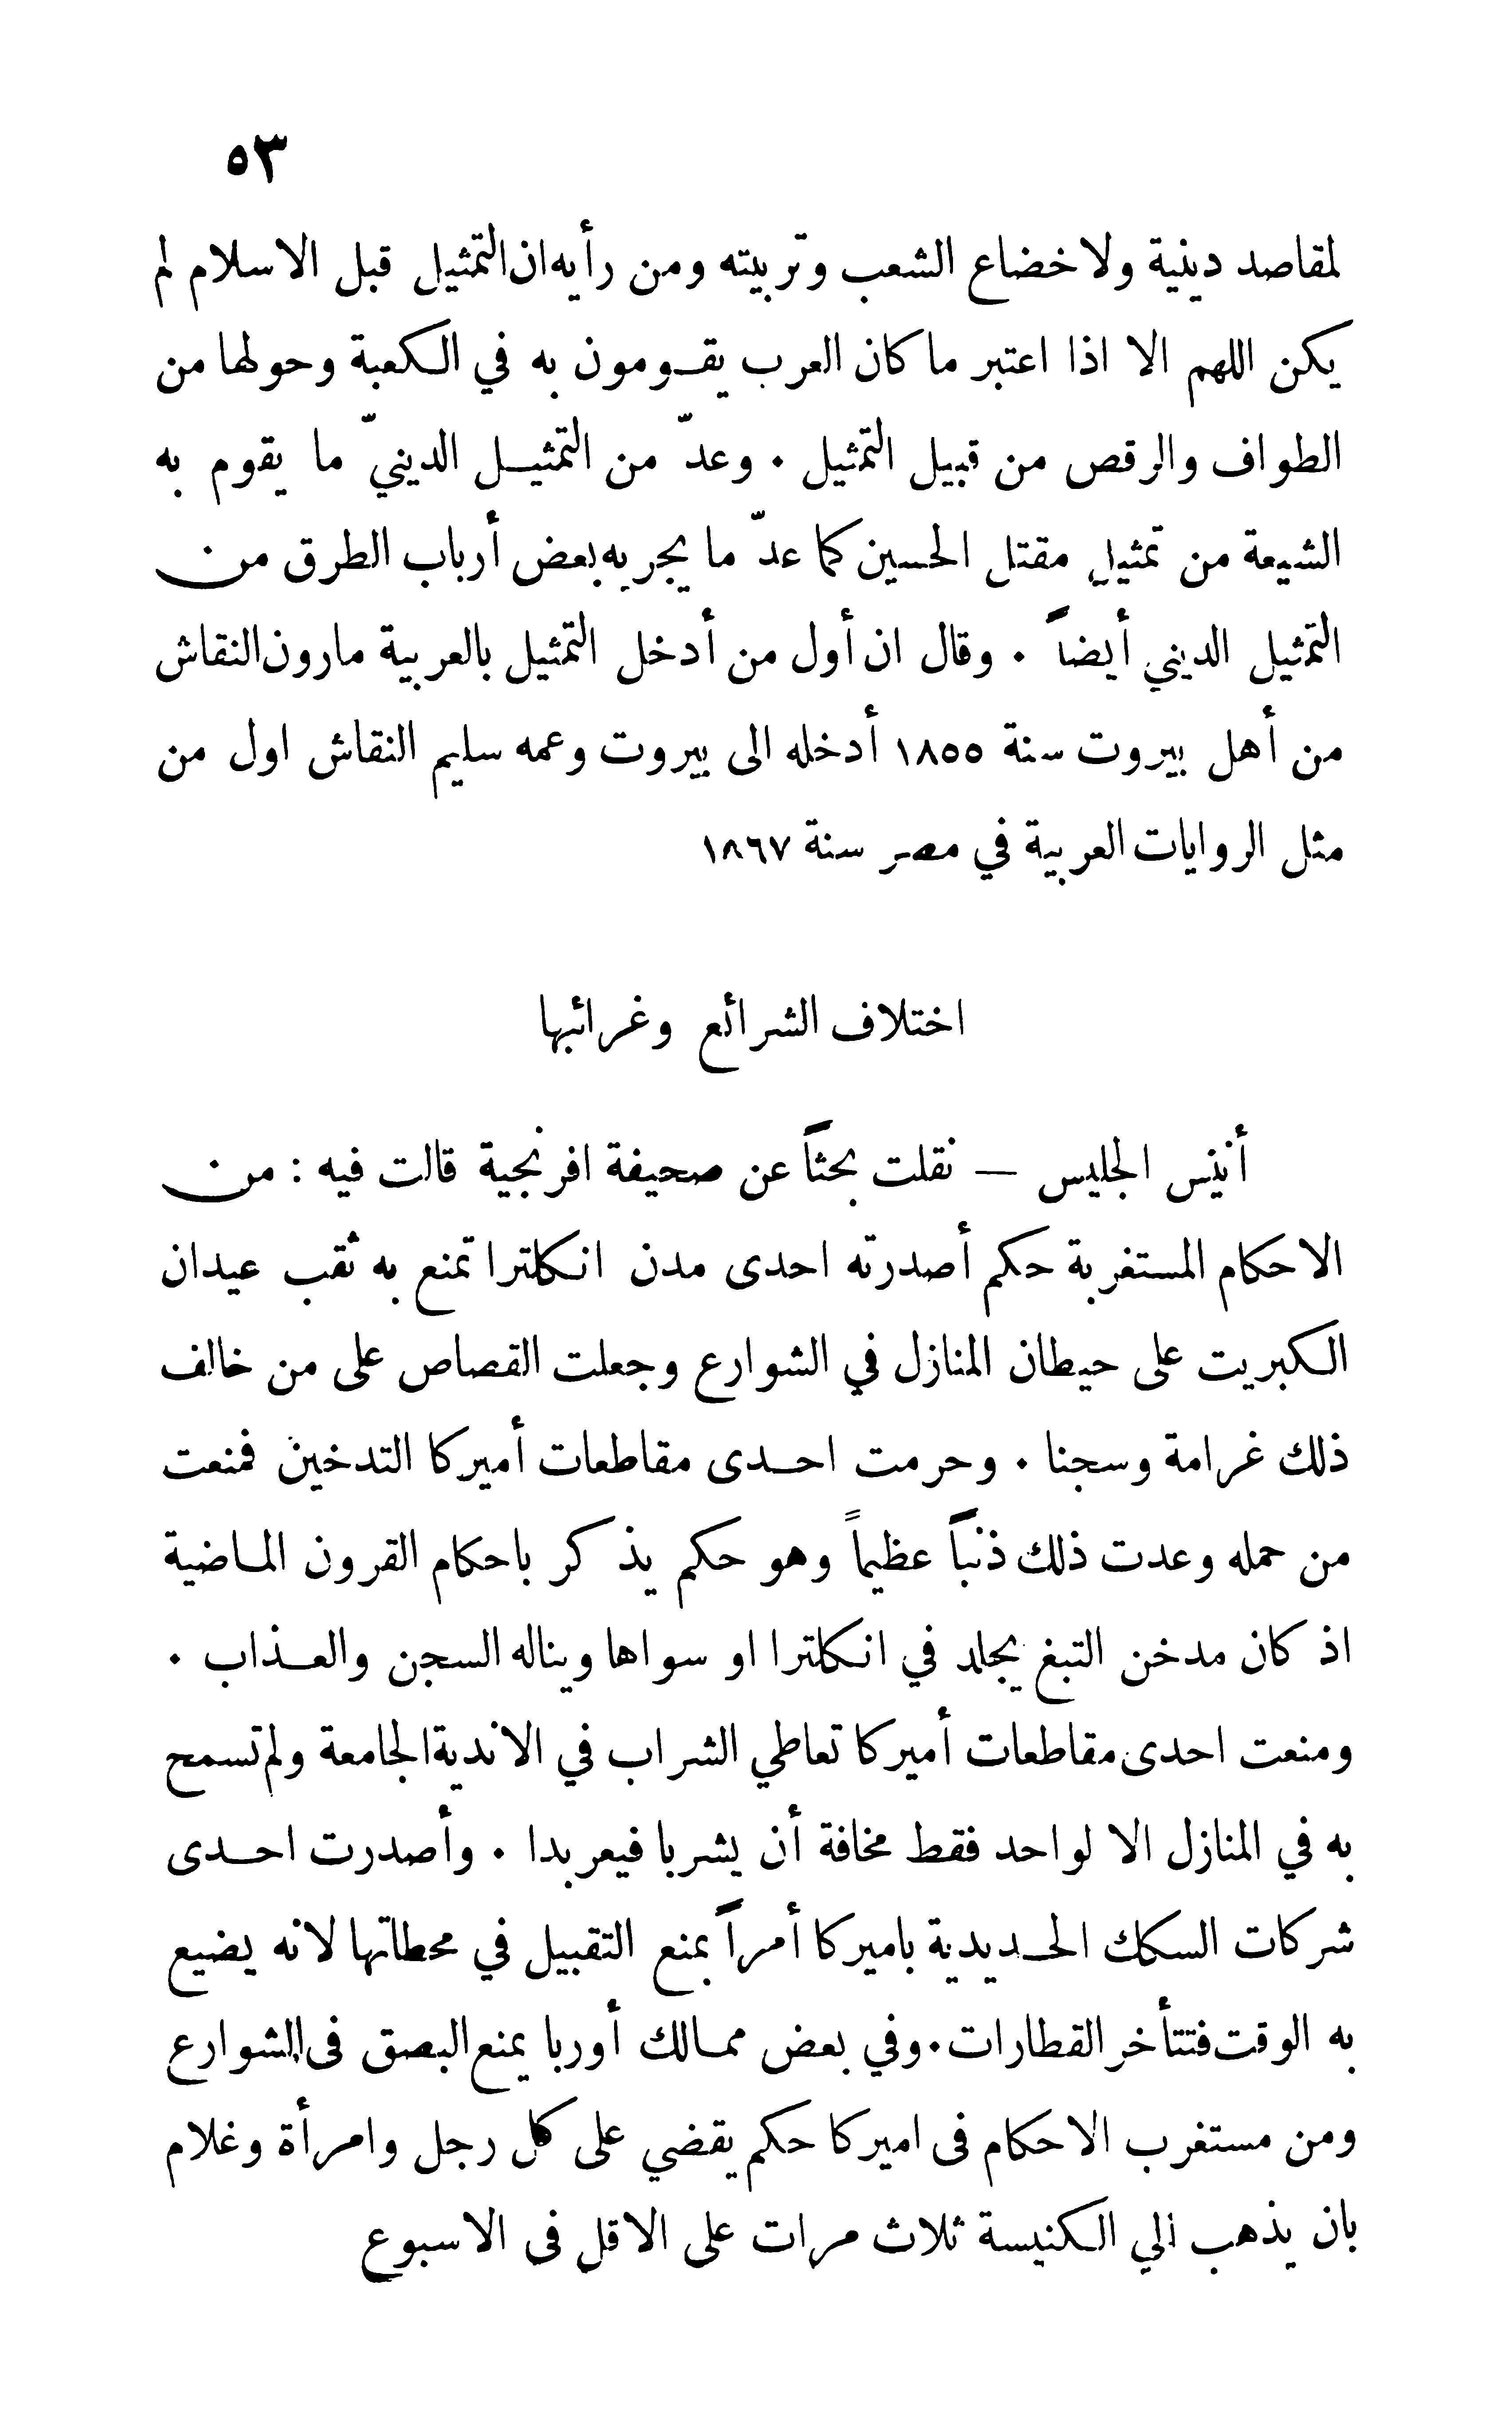 ٥٣
لمقاصد دينية ولاخضاع الشعب وتربيته ومن رأيه ان التمثيل قبل الاسلام لم
يكن اللهم الا اذا اعتبر ما كان العرب يقومون به في الكعبة وحولها من
الطواف والرقص من قبيل التمثيل . وعدّ من التمثيل الدينيّ ما يقوم به
الشيعة من تمثيل مقتل الحسين كما عدّ ما يجريه بعض أرباب الطرق من
التمثيل الديني أيضاً . وقال ان أول من أدخل التمثيل بالعربية مارون النقاش
من أهل بيروت سنة ١٨٥٥ أدخله الى بيروت وعمه سليم النقاش اول من
مثل الروايات العربية في مصر سنة ١٨٦٧
اختلاف الشرائع وغرائبها
أنيس الجليس — نقلت بحثاً عن صحيفة افرنجية قالت فيه : من
الاحكام المستغربة حكم أصدرته احدى مدن انكلترا تمنع به ثقب عيدان
الكبريت على حيطان المنازل في الشوارع وجعلت القصاص على من خالف
ذلك غرامة وسجنا . وحرمت احدى مقاطعات أميركا التدخين فمنعت
من حمله وعدت ذلك ذنباً عظيماً وهو حكم يذكر باحكام القرون الماضية
اذ كان مدخن التبغ يجلد في انكلترا او سواها ويناله السجن والعذاب .
ومنعت احدى مقاطعات أميركا تعاطي الشراب في الاندية الجامعة ولم تسمح
به في المنازل الا لواحد فقط مخافة أن يشربا فيعربدا . وأصدرت احدى
شركات السكك الحديدية باميركا أمراً بمنع التقبيل في محطاتها لانه يضيع
به الوقت فتتأخر القطارات . وفي بعض ممالك أوربا يمنع البصق فى الشوارع
ومن مستغرب الاحكام فى اميركا حكم يقضي على كل رجل وامرأة وغلام
بان يذهب الي الكنيسة ثلاث مرات على الاقل فى الاسبوع